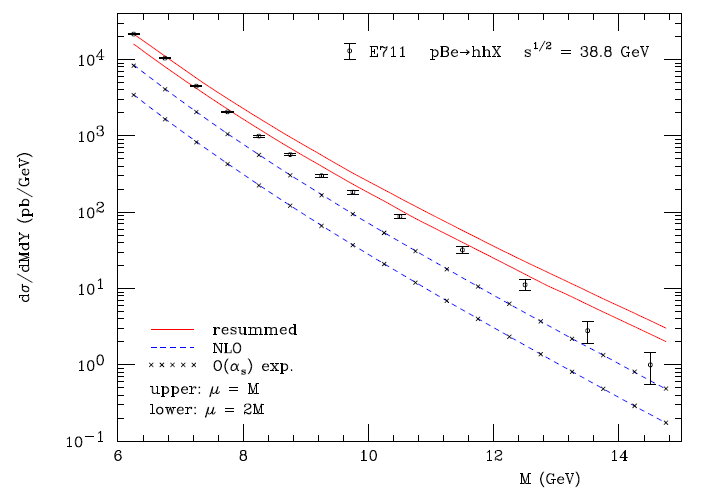 E711 pBe→hhX s^1/2 = 38.8 GeV
dσ/dMdY (pb/GeV)
10^4
10^3
10^2
10^1
10^0
10^−1
resummed
NLO
O(α_s) exp.
upper: μ = M
lower: μ = 2M
6 8 10 12 14
M (GeV)